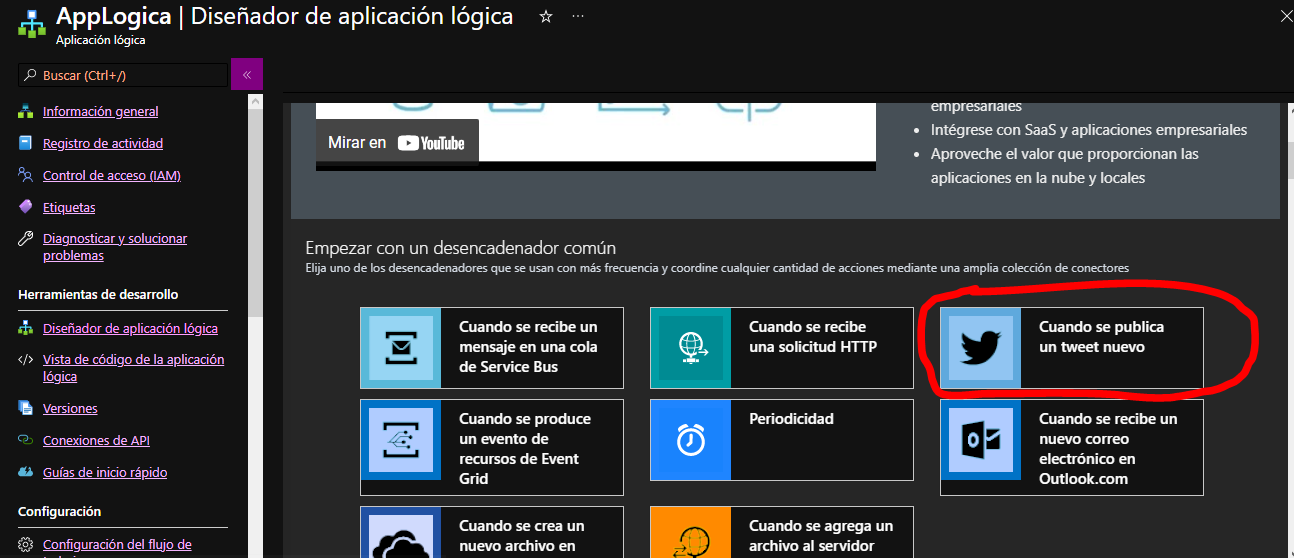 AppLogica | Diseñador de aplicación lógica
Aplicación lógica
Buscar (Ctrl+/)
Información general
Registro de actividad
Control de acceso (IAM)
Etiquetas
Diagnosticar y solucionar
problemas
Herramientas de desarrollo
Diseñador de aplicación lógica
Vista de código de la aplicación
lógica
Versiones
Conexiones de API
Guías de inicio rápido
Configuración
Configuración del flujo de
Mirar en YouTube
empresariales
• Intégrese con SaaS y aplicaciones empresariales
• Aproveche el valor que proporcionan las
aplicaciones en la nube y locales
Empezar con un desencadenador común
Elija uno de los desencadenadores que se usan con más frecuencia y coordine cualquier cantidad de acciones mediante una amplia colección de conectores
Cuando se recibe un
mensaje en una cola
de Service Bus
Cuando se recibe
una solicitud HTTP
Cuando se publica
un tweet nuevo
Cuando se produce
un evento de
recursos de Event
Grid
Periodicidad
Cuando se recibe un
nuevo correo
electrónico en
Outlook.com
Cuando se crea un
nuevo archivo en
Cuando se agrega un
archivo al servidor